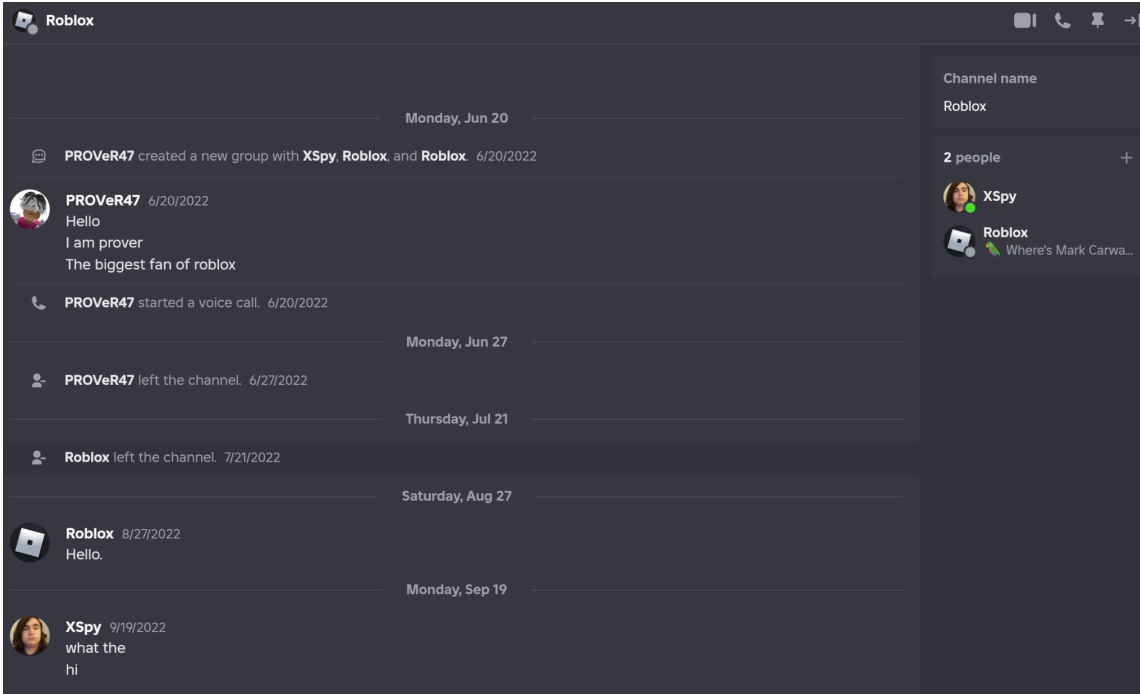 Roblox
Monday, Jun 20
PROVeR47 created a new group with XSpy, Roblox, and Roblox. 6/20/2022
PROVeR47 6/20/2022
Hello
I am prover
The biggest fan of roblox
PROVeR47 started a voice call. 6/20/2022
Monday, Jun 27
PROVeR47 left the channel. 6/27/2022
Thursday, Jul 21
Roblox left the channel. 7/21/2022
Saturday, Aug 27
Roblox 8/27/2022
Hello.
Monday, Sep 19
XSpy 9/19/2022
what the
hi
Channel name
Roblox
2 people
XSpy
Roblox
Where's Mark Carwa...